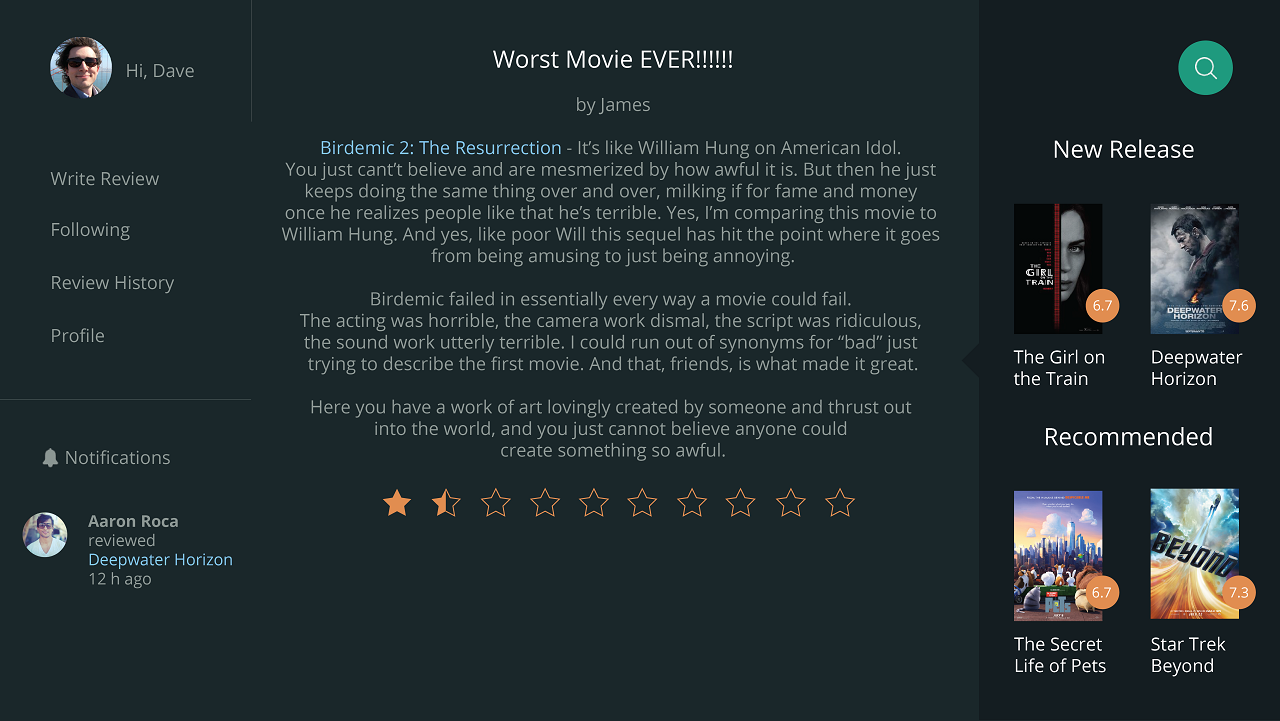 Hi, Dave
Write Review
Following
Review History
Profile
Notifications
Aaron Roca
reviewed
Deepwater Horizon
12 h ago
Worst Movie EVER!!!!!!
by James
Birdemic 2: The Resurrection - It’s like William Hung on American Idol.
You just cant’t believe and are mesmerized by how awful it is. But then he just
keeps doing the same thing over and over, milking if for fame and money
once he realizes people like that he’s terrible. Yes, I’m comparing this movie to
William Hung. And yes, like poor Will this sequel has hit the point where it goes
from being amusing to just being annoying.
Birdemic failed in essentially every way a movie could fail.
The acting was horrible, the camera work dismal, the script was ridiculous,
the sound work utterly terrible. I could run out of synonyms for “bad” just
trying to describe the first movie. And that, friends, is what made it great.
Here you have a work of art lovingly created by someone and thrust out
into the world, and you just cannot believe anyone could
create something so awful.
New Release
THE
GIRL
TRAIN
6.7
The Girl on
the Train
DEEPWATER
HORIZON
7.6
Deepwater
Horizon
Recommended
PETS
6.7
The Secret
Life of Pets
BEYOND
7.3
Star Trek
Beyond